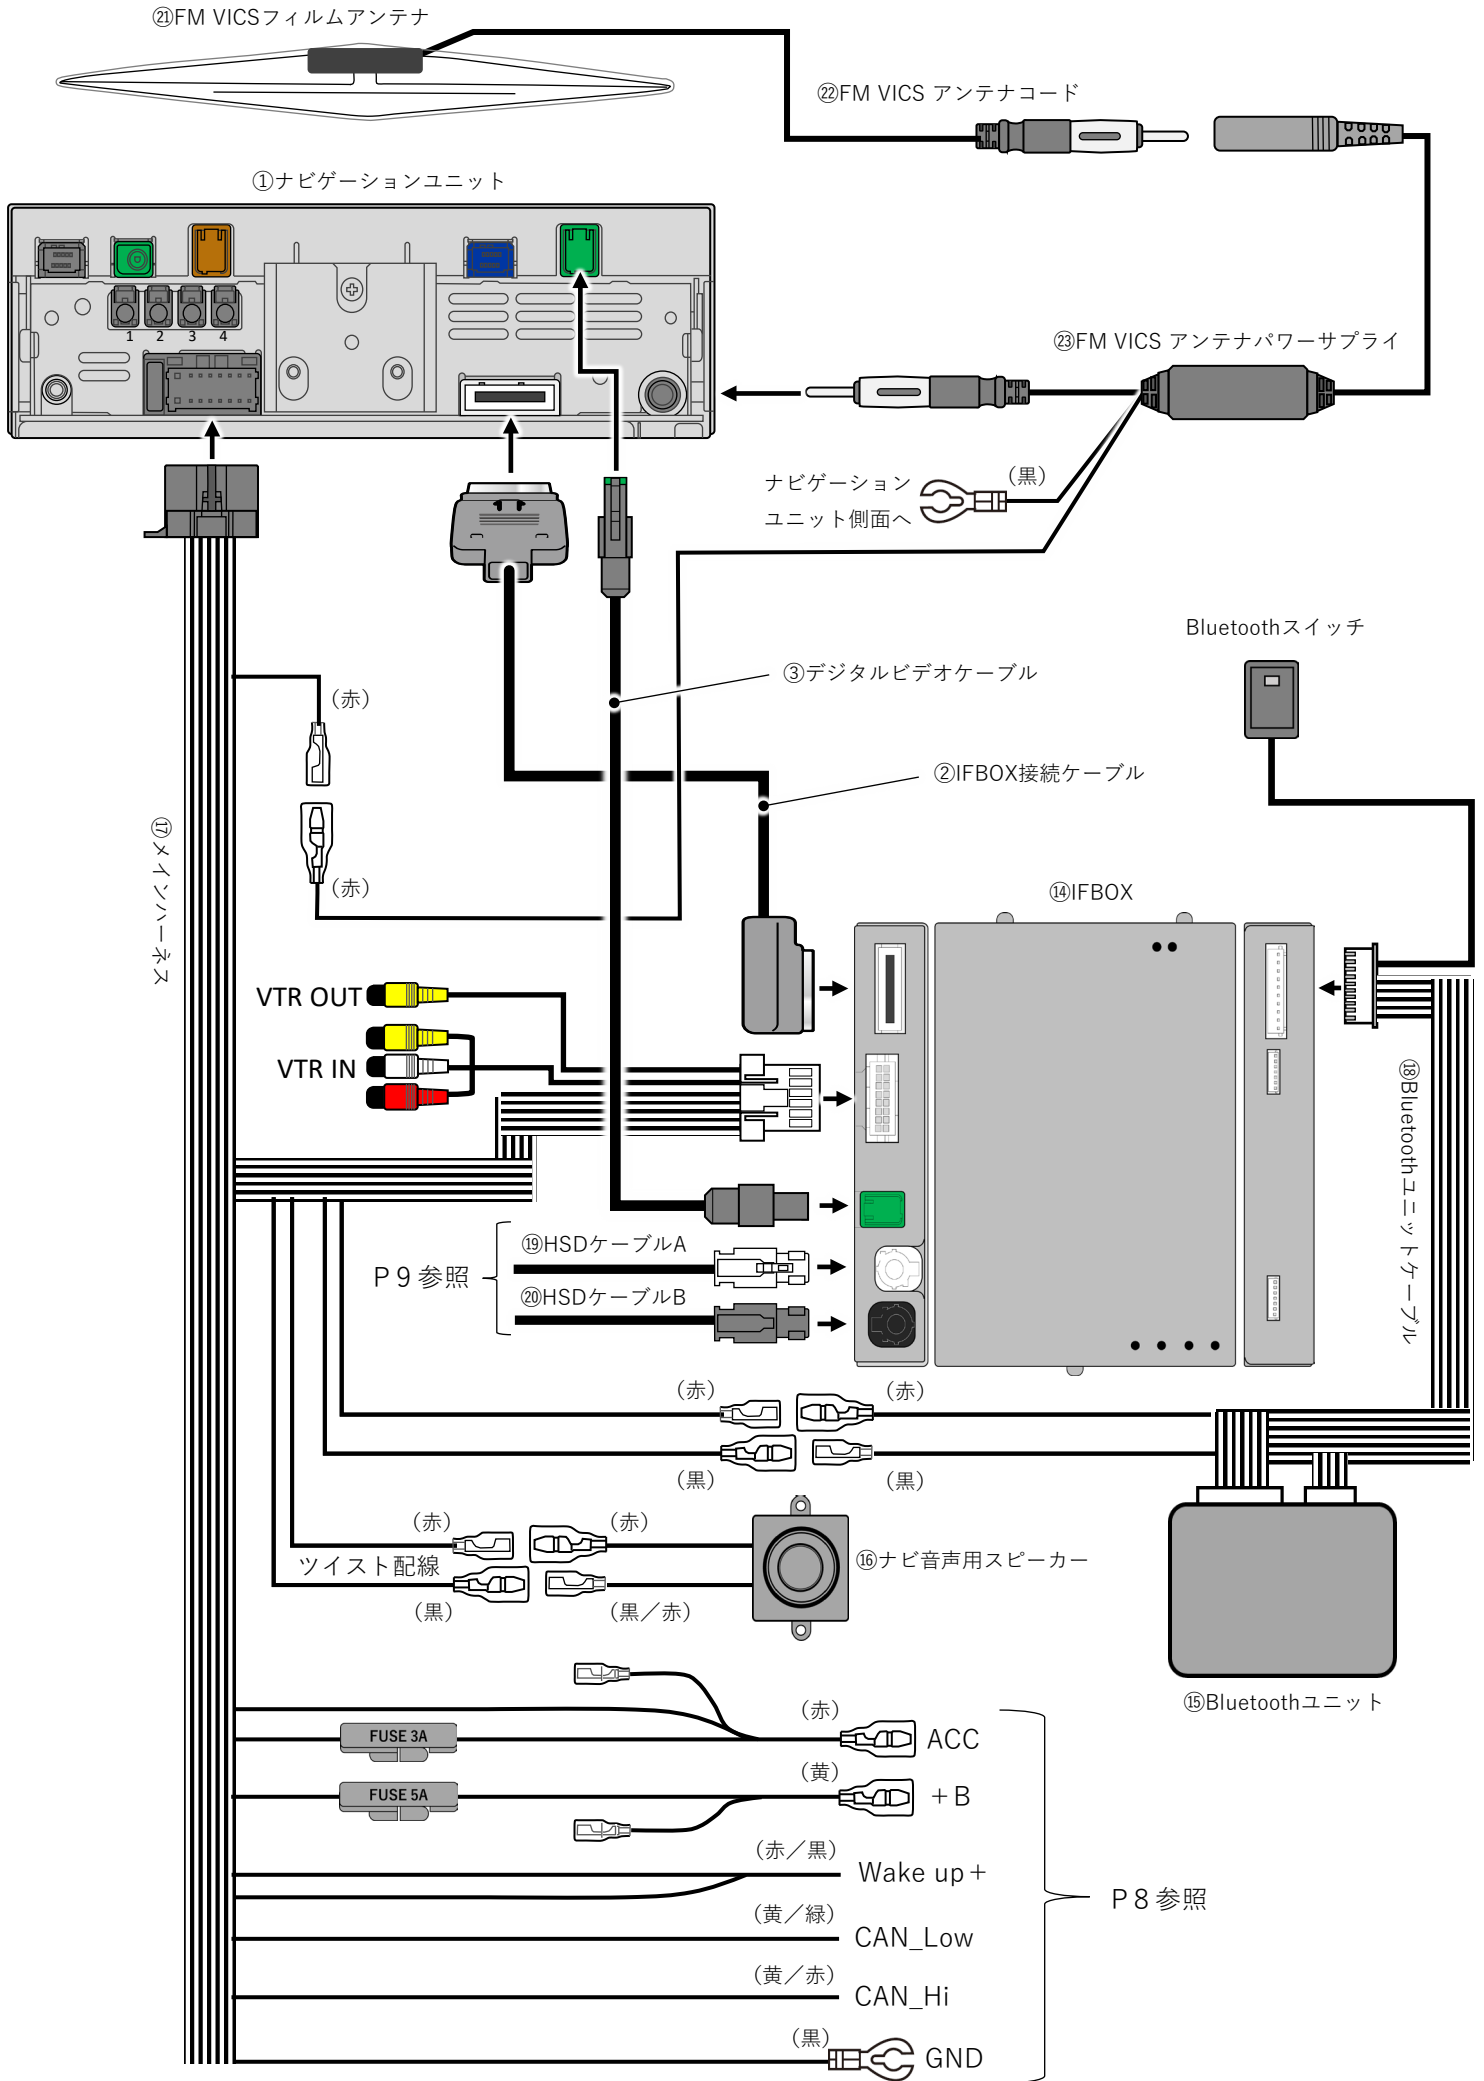 ㉑FM VICSフィルムアンテナ
㉒FM VICS アンテナコード
①ナビゲーションユニット
1 2 3 4
㉓FM VICS アンテナパワーサプライ
ナビゲーション
ユニット側面へ
（黒）
Bluetoothスイッチ
③デジタルビデオケーブル
（赤）
②IFBOX接続ケーブル
⑰メインハーネス
（赤）
⑭IFBOX
VTR OUT
VTR IN
⑱Bluetoothユニットケーブル
⑲HSDケーブルA
P９参照
⑳HSDケーブルB
（赤）
（赤）
（黒）
（黒）
（赤）
（赤）
ツイスト配線
⑯ナビ音声用スピーカー
（黒）
（黒／赤）
⑮Bluetoothユニット
（赤）
FUSE 3A
ACC
（黄）
FUSE 5A
＋B
（赤／黒）
Wake up＋
P８参照
（黄／緑）
CAN_Low
（黄／赤）
CAN_Hi
（黒）
GND